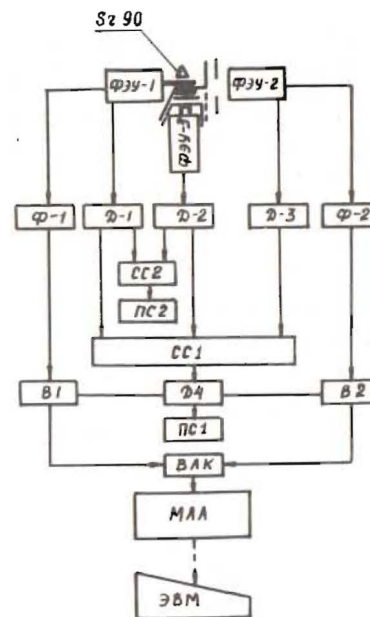 Sr 90
ФЭУ-1
ФЭУ-2
ФЭУ-3
Ф-1
Д-1
Д-2
Д-3
Ф-2
СС2
ПС2
СС1
В1
Д4
В2
ПС1
ВАК
МАА
ЭВМ